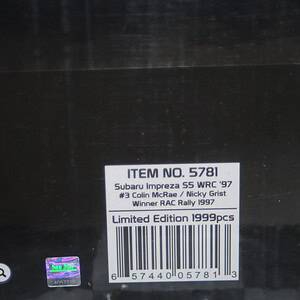 ITEM NO. 5781
Subaru Impreza S5 WRC '97
#3 Colin McRae / Nicky Grist
Winner RAC Rally 1997
Limited Edition 1999pcs
6 57440 05781 3